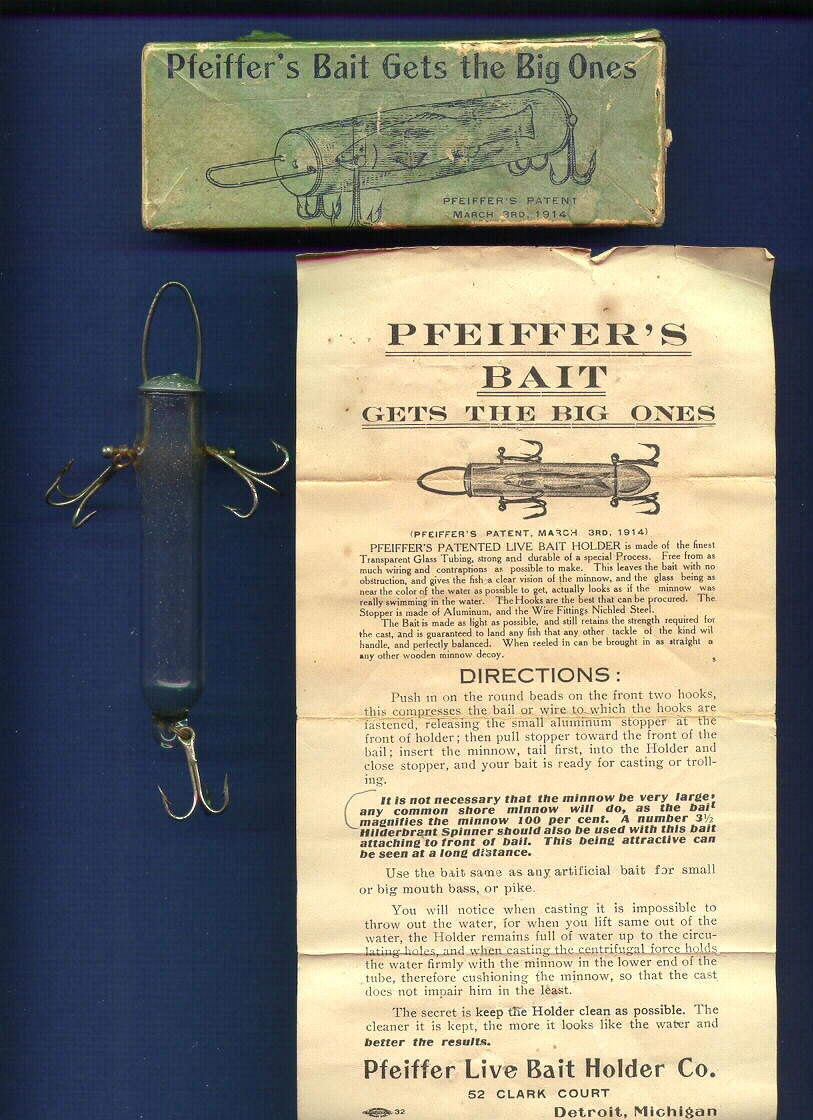 Pfeiffer's Bait Gets the Big Ones
PFEIFFER'S PATENT
MARCH 3RD, 1914
PFEIFFER'S
BAIT
GETS THE BIG ONES
(PFEIFFER'S PATENT, MARCH 3RD, 1914)
PFEIFFER'S PATENTED LIVE BAIT HOLDER is made of the finest
Transparent Glass Tubing, strong and durable of a special Process. Free from as
much wiring and contraptions as possible to make. This leaves the bait with no
obstruction, and gives the fish a clear vision of the minnow, and the glass being as
near the color of the water as possible to get, actually looks as if the minnow was
really swimming in the water. The Hooks are the best that can be procured. The
Stopper is made of Aluminum, and the Wire Fittings Nichled Steel.
The Bait is made as light as possible, and still retains the strength required for
the cast, and is guaranteed to land any fish that any other tackle of the kind wil
handle, and perfectly balanced. When reeled in can be brought in as straight a
any other wooden minnow decoy. s
DIRECTIONS:
Push in on the round beads on the front two hooks,
this compresses the bail or wire to which the hooks are
fastened, releasing the small aluminum stopper at the
front of holder; then pull stopper toward the front of the
bail; insert the minnow, tail first, into the Holder and
close stopper, and your bait is ready for casting or troll-
ing.
It is not necessary that the minnow be very large,
any common shore minnow will do, as the bait
magnifies the minnow 100 per cent. A number 3½
Hilderbrant Spinner should also be used with this bait
attaching to front of bail. This being attractive can
be seen at a long distance.
Use the bait same as any artificial bait for small
or big mouth bass, or pike.
You will notice when casting it is impossible to
throw out the water, for when you lift same out of the
water, the Holder remains full of water up to the circu-
lating holes, and when casting the centrifugal force holds
the water firmly with the minnow in the lower end of the
tube, therefore cushioning the minnow, so that the cast
does not impair him in the least.
The secret is keep the Holder clean as possible. The
cleaner it is kept, the more it looks like the water and
better the results.
Pfeiffer Live Bait Holder Co.
52 CLARK COURT
32 Detroit, Michigan